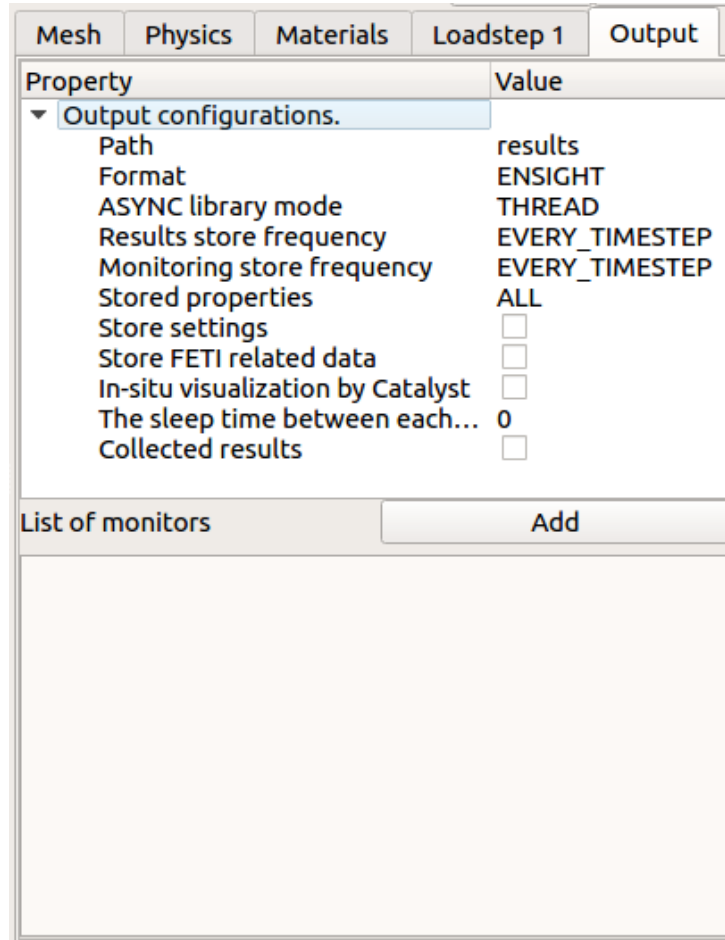 Mesh Physics Materials Loadstep 1 Output
Property Value
Output configurations.
Path results
Format ENSIGHT
ASYNC library mode THREAD
Results store frequency EVERY_TIMESTEP
Monitoring store frequency EVERY_TIMESTEP
Stored properties ALL
Store settings
Store FETI related data
In-situ visualization by Catalyst
The sleep time between each... 0
Collected results
List of monitors Add